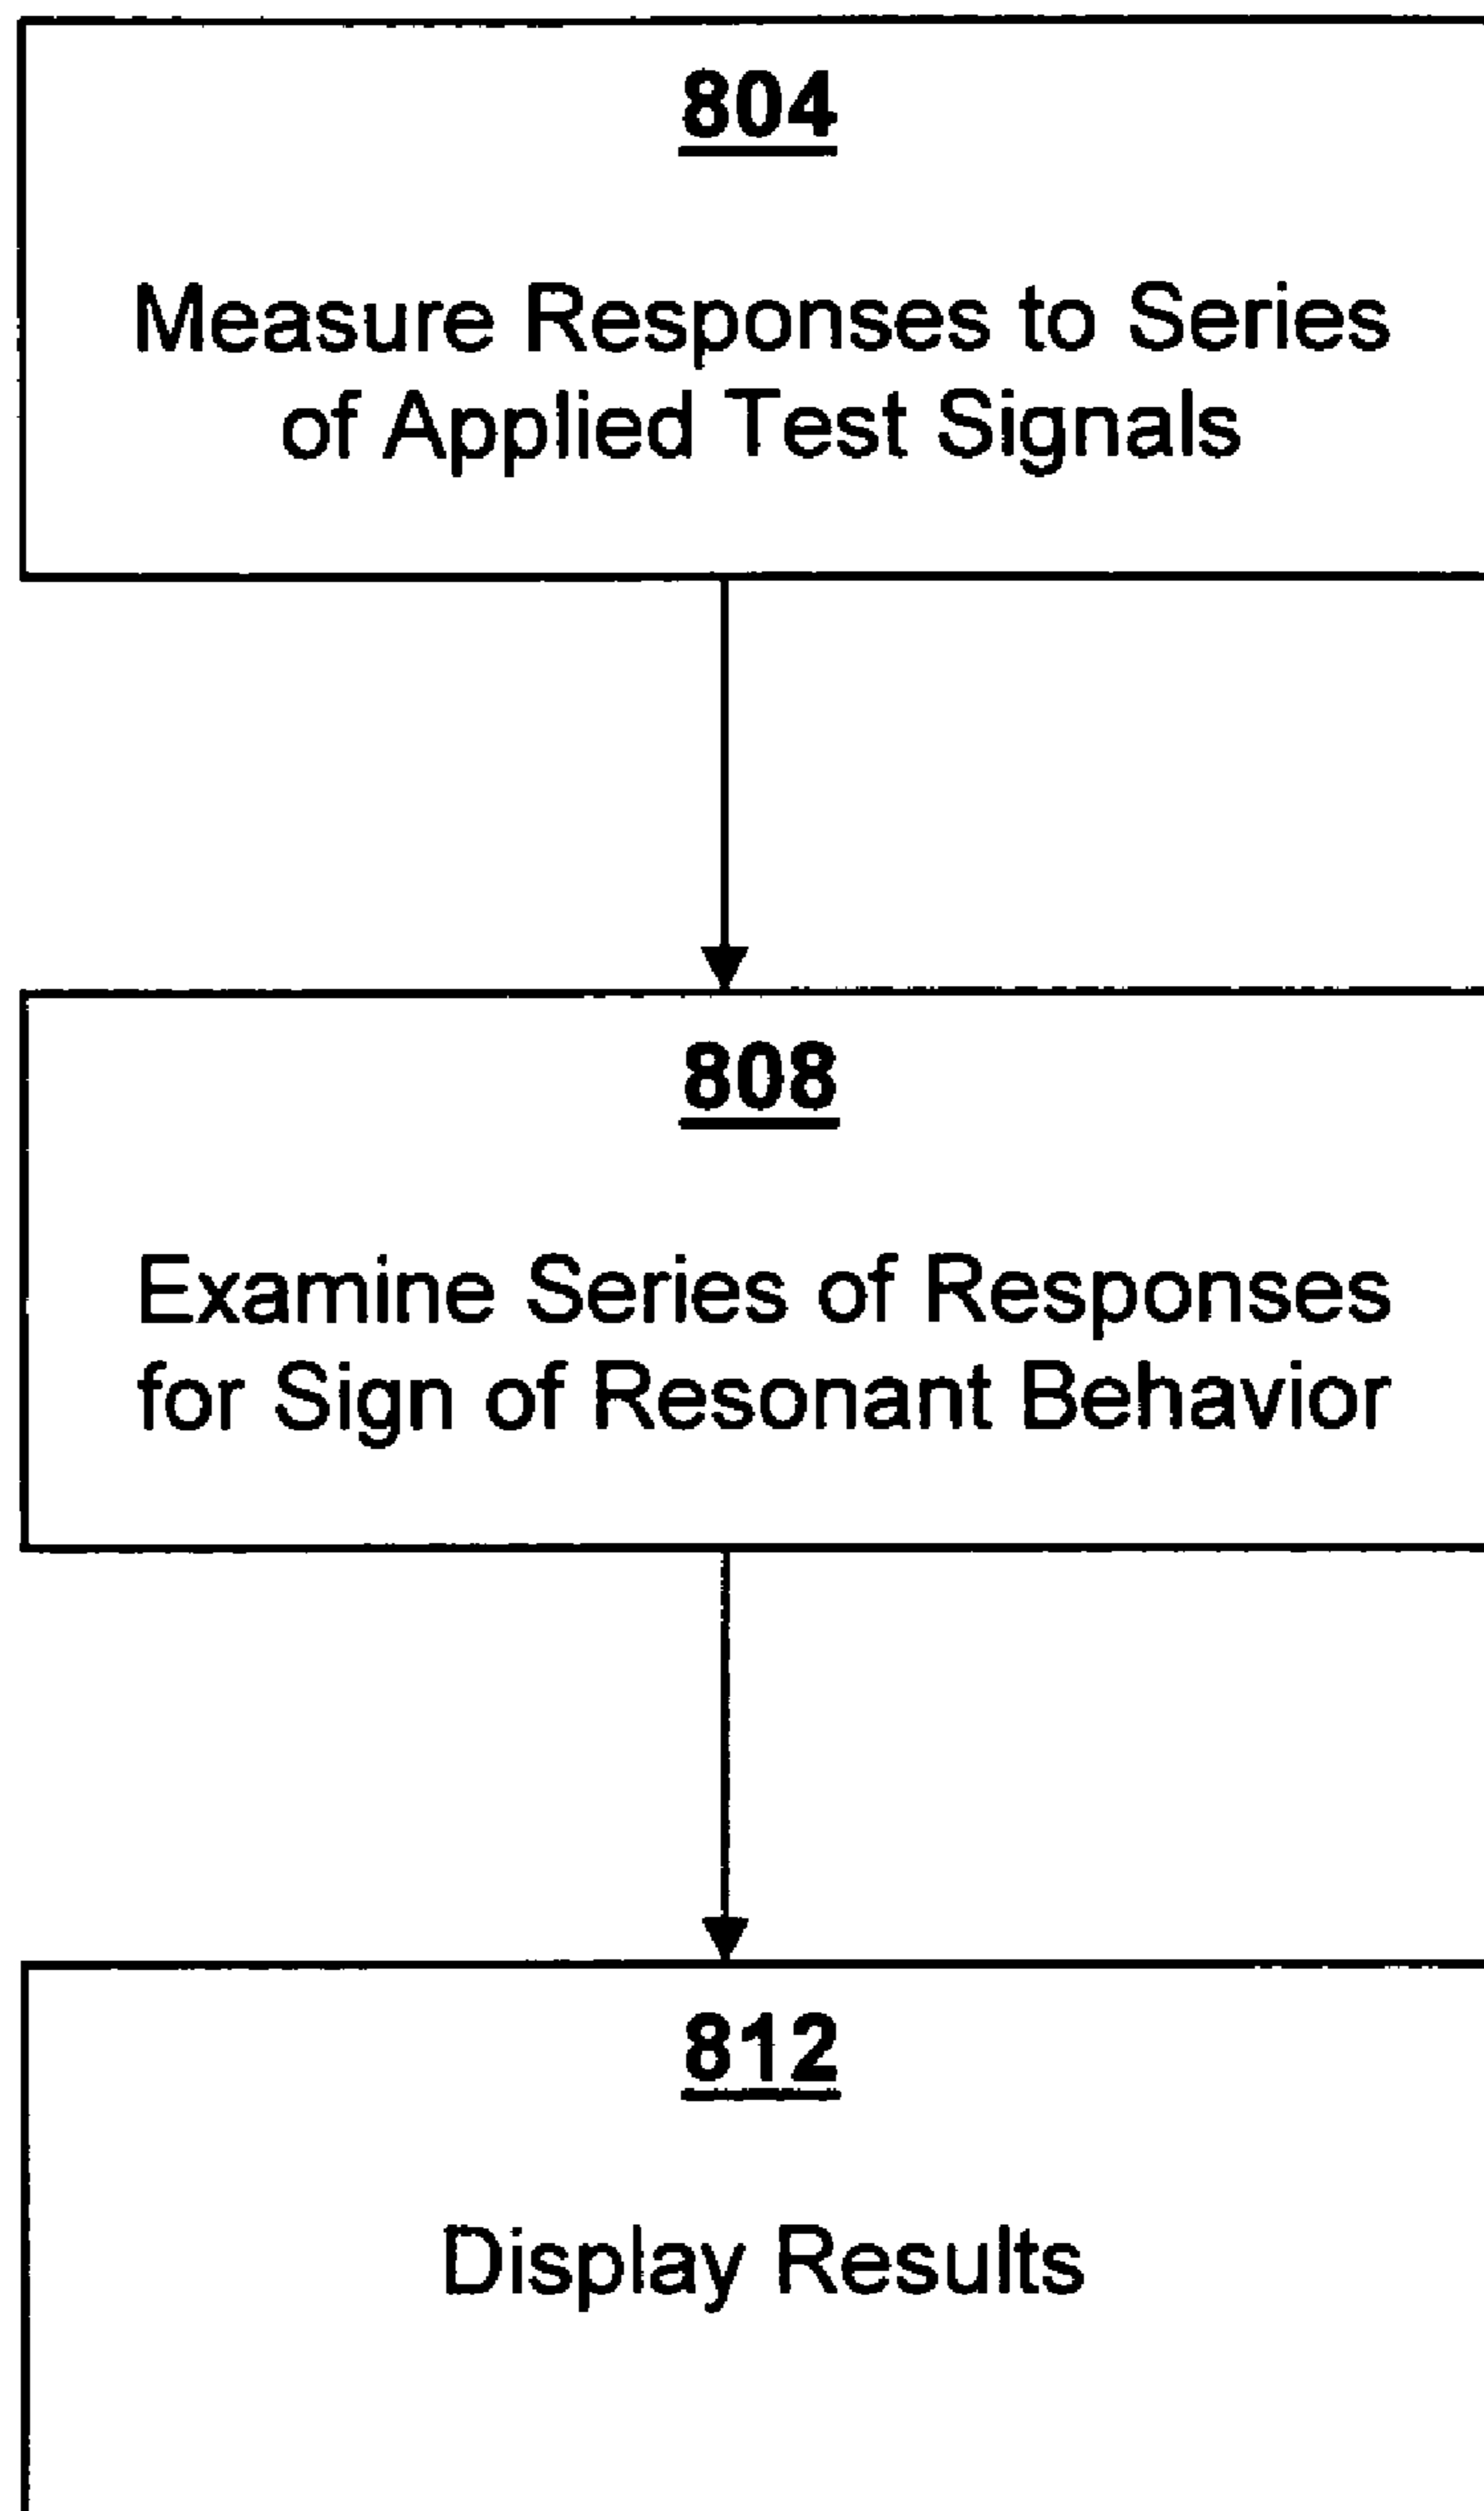 804
Measure Responses to Series
of Applied Test Signals
808
Examine Series of Responses
for Sign of Resonant Behavior
812
Display Results